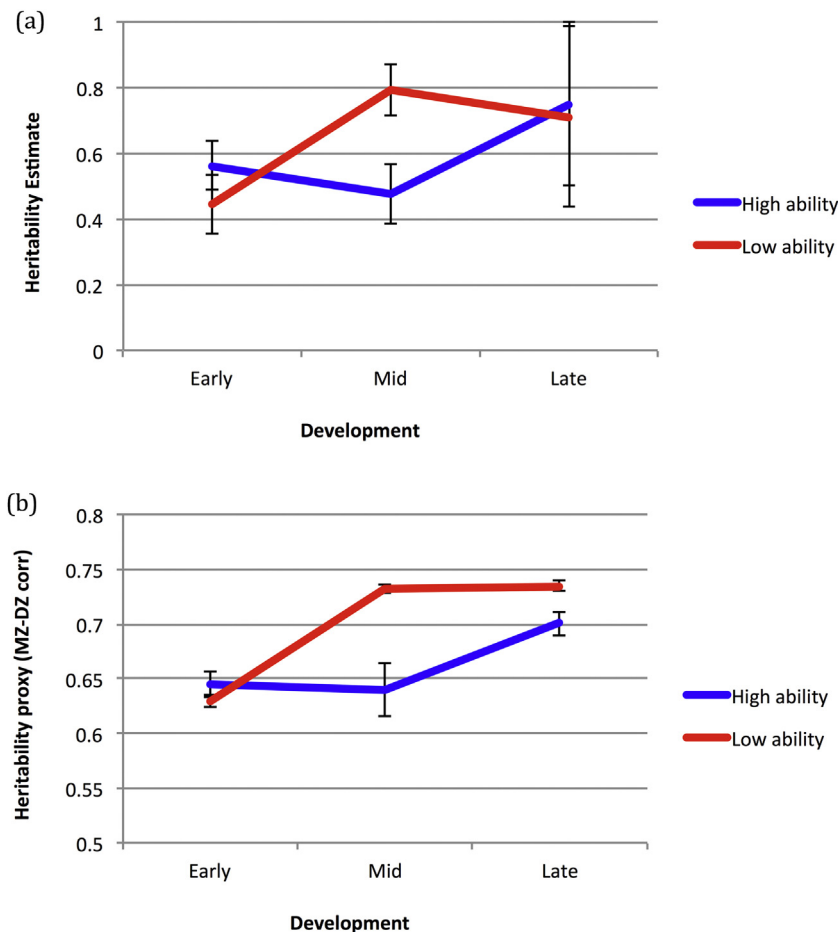 (a)
1
0.8
0.6
0.4
0.2
0
Heritability Estimate
Early Mid Late
Development
High ability
Low ability
(b)
0.8
0.75
0.7
0.65
0.6
0.55
0.5
Heritability proxy (MZ-DZ corr)
Early Mid Late
Development
High ability
Low ability